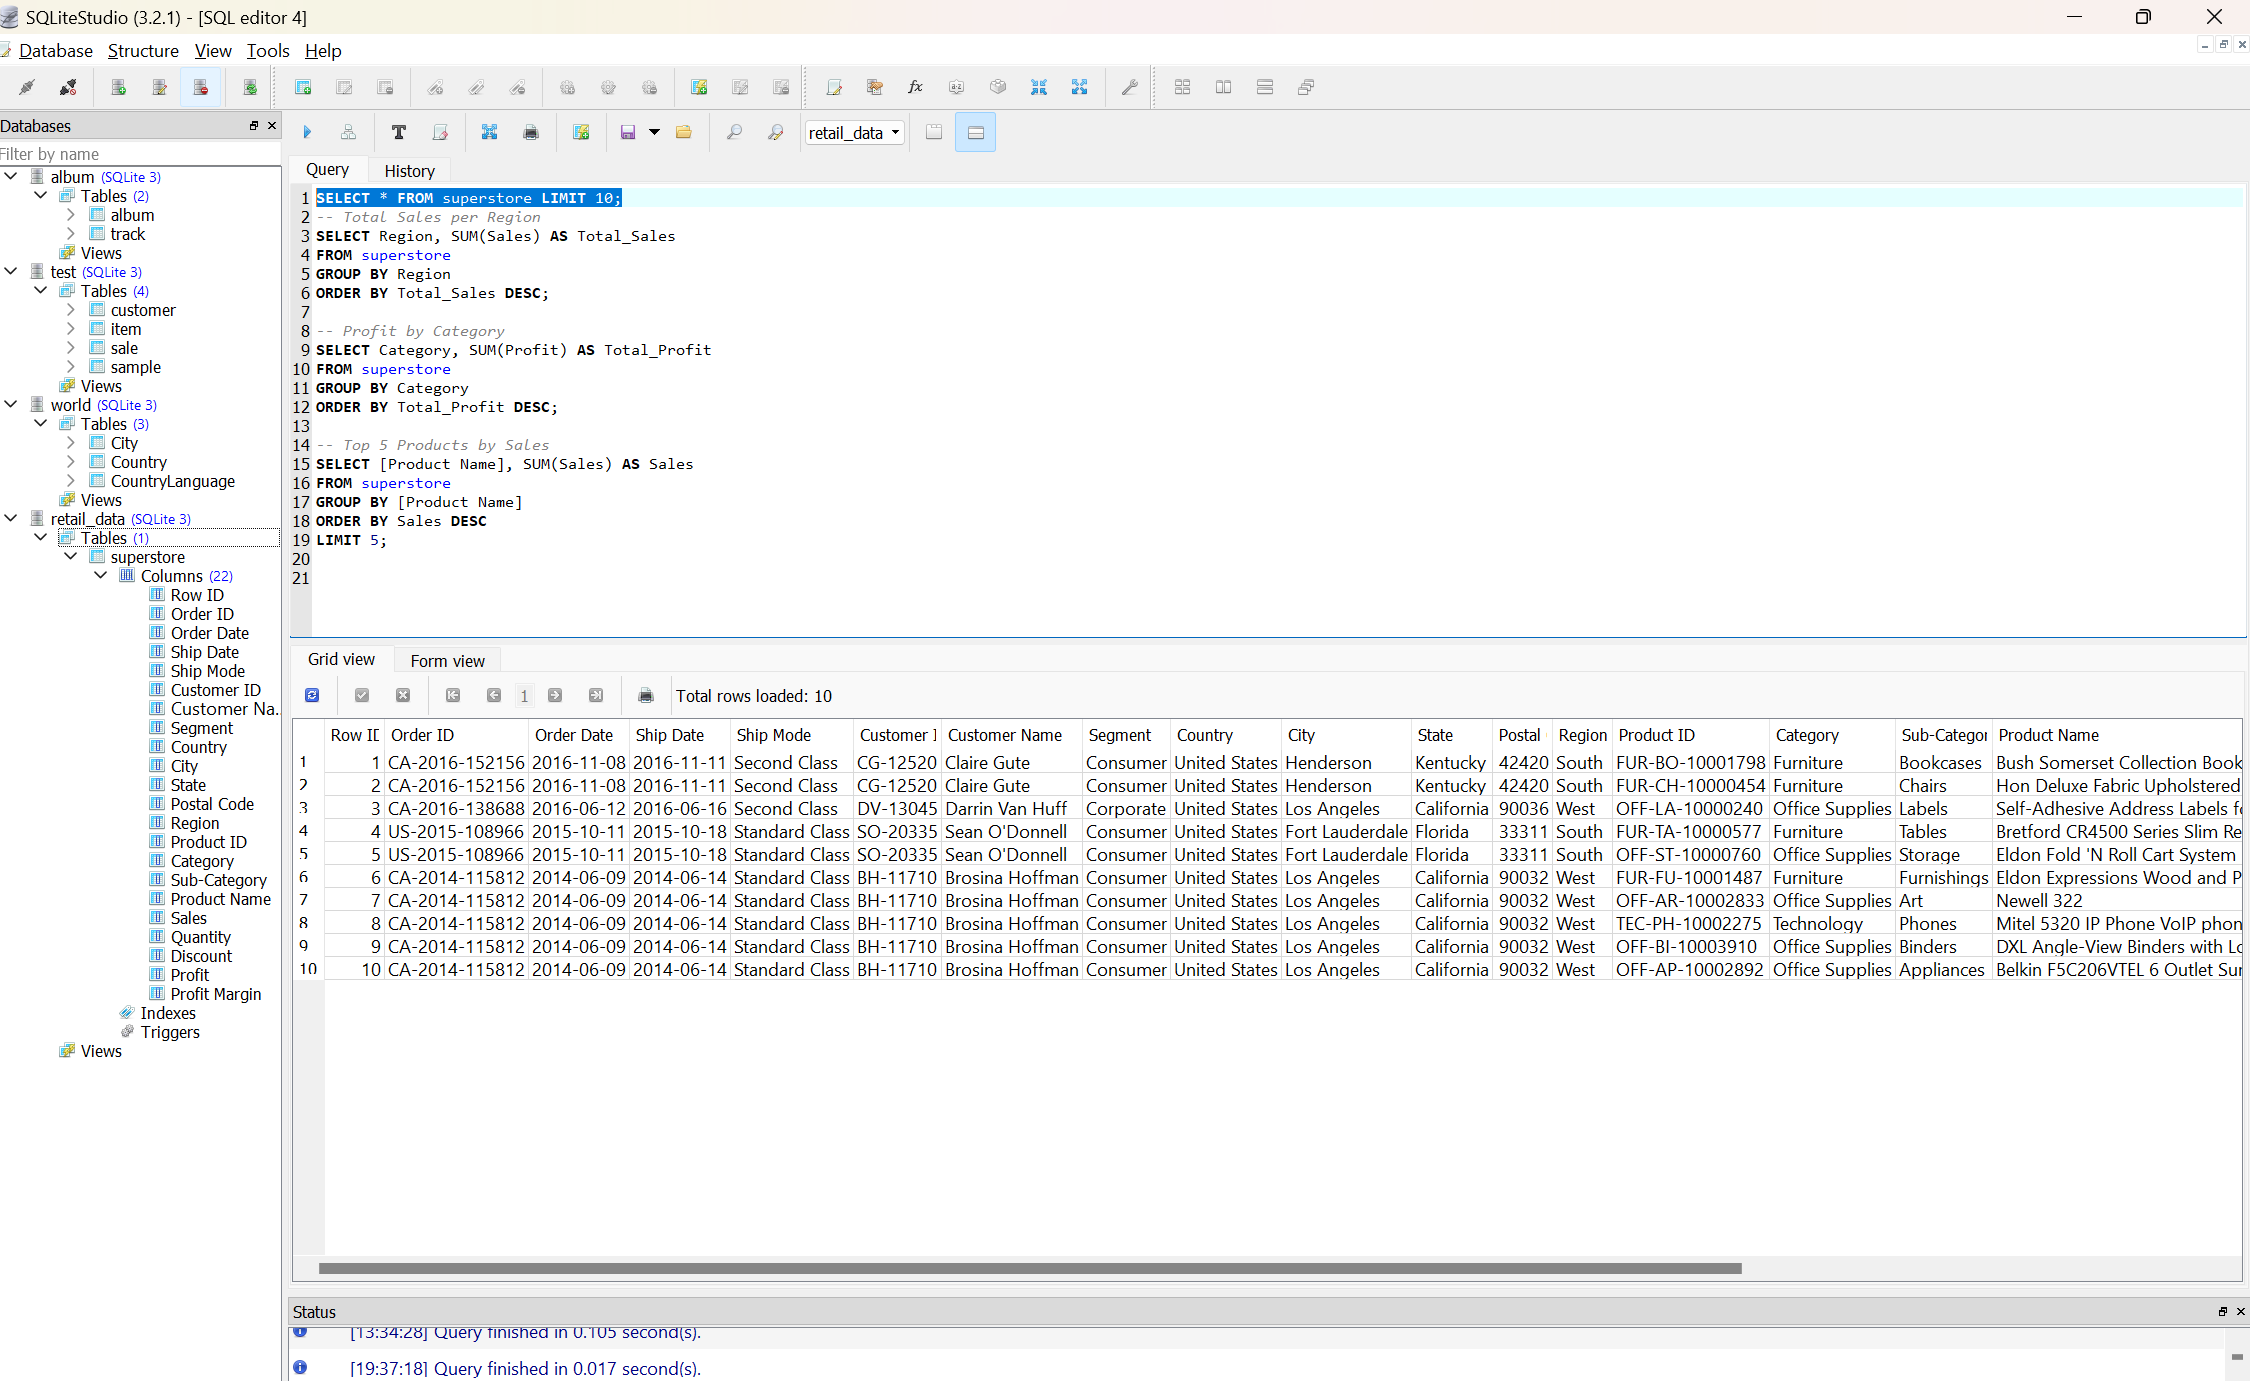 SQLiteStudio (3.2.1) - [SQL editor 4]
Database Structure View Tools Help
Databases
Filter by name
album (SQLite 3)
Tables (2)
album
track
Views
test (SQLite 3)
Tables (4)
customer
item
sale
sample
Views
world (SQLite 3)
Tables (3)
City
Country
CountryLanguage
Views
retail_data (SQLite 3)
Tables (1)
superstore
Columns (22)
Row ID
Order ID
Order Date
Ship Date
Ship Mode
Customer ID
Customer Na..
Segment
Country
City
State
Postal Code
Region
Product ID
Category
Sub-Category
Product Name
Sales
Quantity
Discount
Profit
Profit Margin
Indexes
Triggers
Views
retail_data
Query History
1 SELECT * FROM superstore LIMIT 10;
2 -- Total Sales per Region
3 SELECT Region, SUM(Sales) AS Total_Sales
4 FROM superstore
5 GROUP BY Region
6 ORDER BY Total_Sales DESC;
7
8 -- Profit by Category
9 SELECT Category, SUM(Profit) AS Total_Profit
10 FROM superstore
11 GROUP BY Category
12 ORDER BY Total_Profit DESC;
13
14 -- Top 5 Products by Sales
15 SELECT [Product Name], SUM(Sales) AS Sales
16 FROM superstore
17 GROUP BY [Product Name]
18 ORDER BY Sales DESC
19 LIMIT 5;
20
21
Grid view Form view
1 Total rows loaded: 10
Row ID Order ID Order Date Ship Date Ship Mode Customer I Customer Name Segment Country City State Postal Region Product ID Category Sub-Categor Product Name
1 1 CA-2016-152156 2016-11-08 2016-11-11 Second Class CG-12520 Claire Gute Consumer United States Henderson Kentucky 42420 South FUR-BO-10001798 Furniture Bookcases Bush Somerset Collection Book
2 2 CA-2016-152156 2016-11-08 2016-11-11 Second Class CG-12520 Claire Gute Consumer United States Henderson Kentucky 42420 South FUR-CH-10000454 Furniture Chairs Hon Deluxe Fabric Upholstered
3 3 CA-2016-138688 2016-06-12 2016-06-16 Second Class DV-13045 Darrin Van Huff Corporate United States Los Angeles California 90036 West OFF-LA-10000240 Office Supplies Labels Self-Adhesive Address Labels f
4 4 US-2015-108966 2015-10-11 2015-10-18 Standard Class SO-20335 Sean O'Donnell Consumer United States Fort Lauderdale Florida 33311 South FUR-TA-10000577 Furniture Tables Bretford CR4500 Series Slim Re
5 5 US-2015-108966 2015-10-11 2015-10-18 Standard Class SO-20335 Sean O'Donnell Consumer United States Fort Lauderdale Florida 33311 South OFF-ST-10000760 Office Supplies Storage Eldon Fold 'N Roll Cart System
6 6 CA-2014-115812 2014-06-09 2014-06-14 Standard Class BH-11710 Brosina Hoffman Consumer United States Los Angeles California 90032 West FUR-FU-10001487 Furniture Furnishings Eldon Expressions Wood and P
7 7 CA-2014-115812 2014-06-09 2014-06-14 Standard Class BH-11710 Brosina Hoffman Consumer United States Los Angeles California 90032 West OFF-AR-10002833 Office Supplies Art Newell 322
8 8 CA-2014-115812 2014-06-09 2014-06-14 Standard Class BH-11710 Brosina Hoffman Consumer United States Los Angeles California 90032 West TEC-PH-10002275 Technology Phones Mitel 5320 IP Phone VoIP phon
9 9 CA-2014-115812 2014-06-09 2014-06-14 Standard Class BH-11710 Brosina Hoffman Consumer United States Los Angeles California 90032 West OFF-BI-10003910 Office Supplies Binders DXL Angle-View Binders with Lo
10 10 CA-2014-115812 2014-06-09 2014-06-14 Standard Class BH-11710 Brosina Hoffman Consumer United States Los Angeles California 90032 West OFF-AP-10002892 Office Supplies Appliances Belkin F5C206VTEL 6 Outlet Sur
Status
[13:34:28] Query finished in 0.105 second(s).
[19:37:18] Query finished in 0.017 second(s).